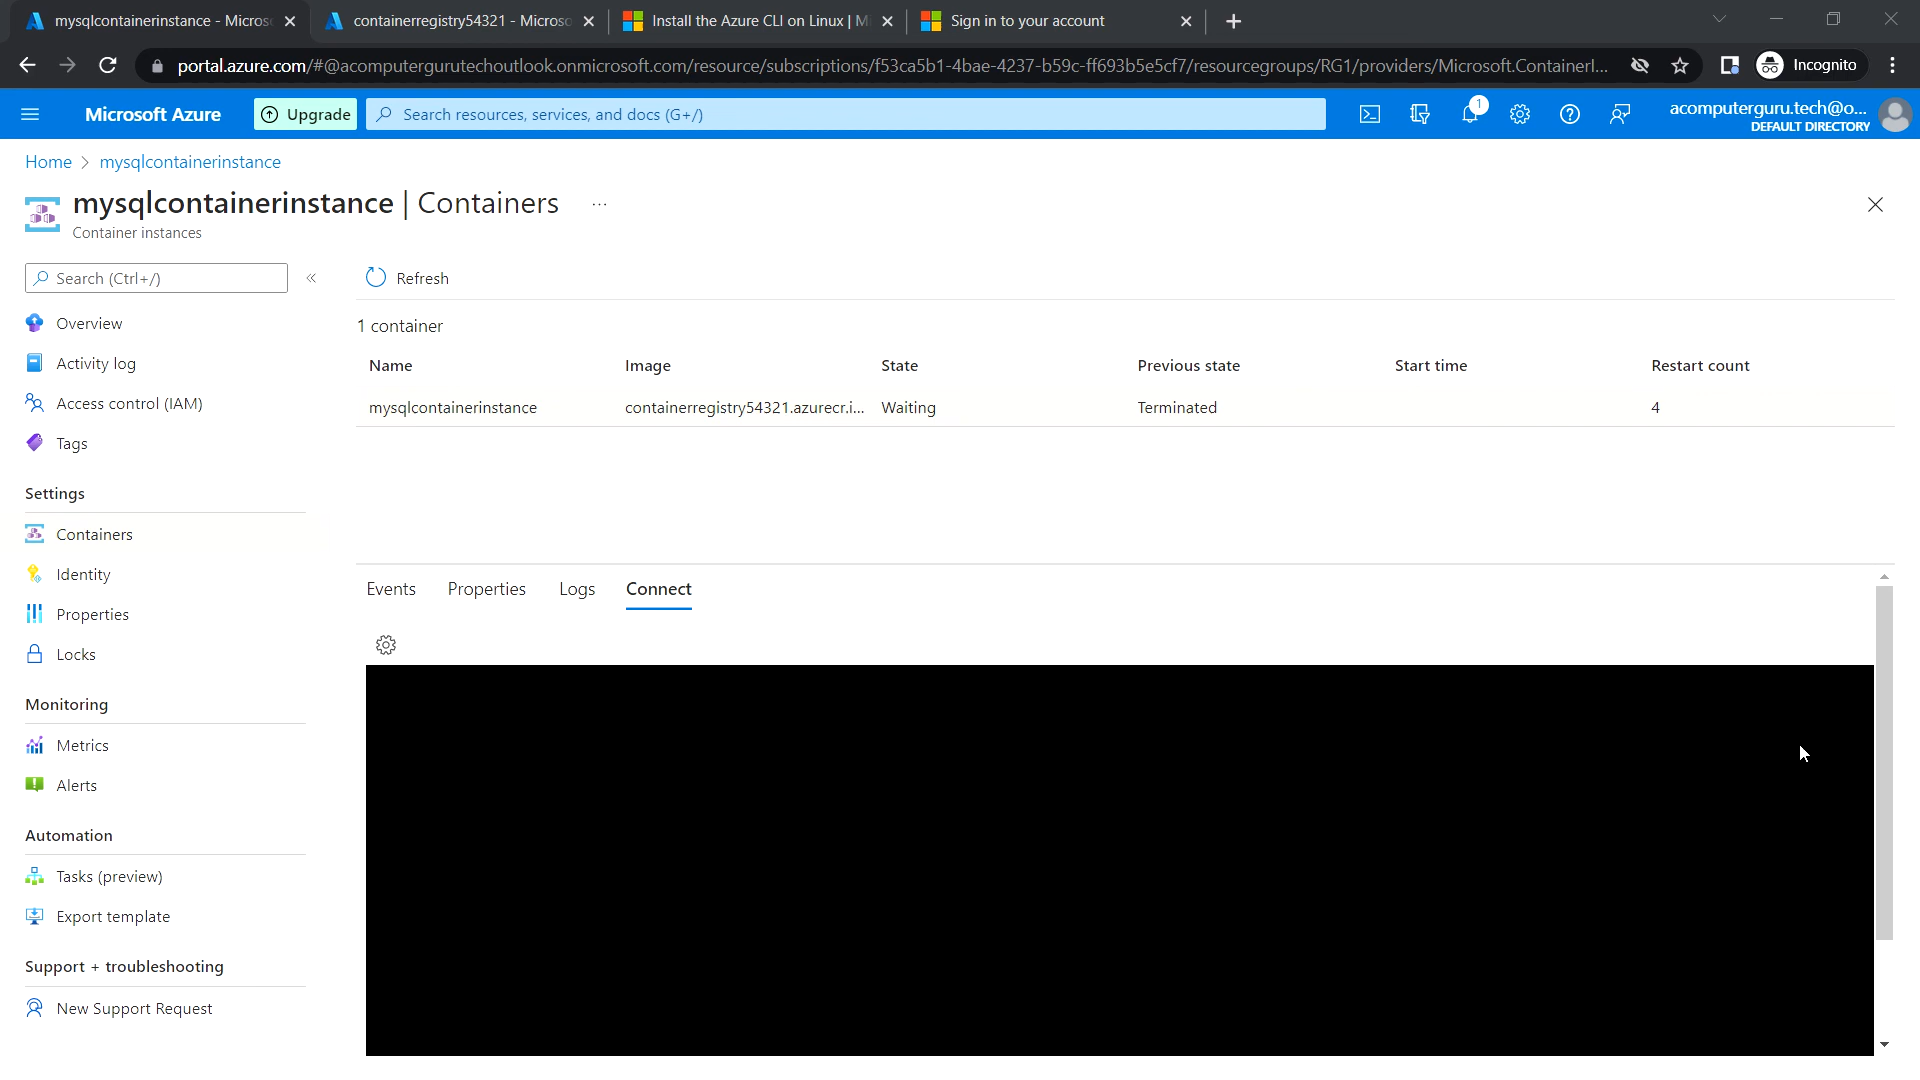 mysqlcontainerinstance - Micros
containerregistry54321 - Microso
Install the Azure CLI on Linux | M
Sign in to your account
portal.azure.com/#@acomputergurutechoutlook.onmicrosoft.com/resource/subscriptions/f53ca5b1-4bae-4237-b59c-ff693b5e5cf7/resourcegroups/RG1/providers/Microsoft.ContainerI...
Incognito
Microsoft Azure
Upgrade
Search resources, services, and docs (G+/)
1
acomputerguru.tech@o...
DEFAULT DIRECTORY
Home > mysqlcontainerinstance
mysqlcontainerinstance | Containers ...
Container instances
Search (Ctrl+/)
«
Refresh
Overview
Activity log
Access control (IAM)
Tags
Settings
Containers
Identity
Properties
Locks
Monitoring
Metrics
Alerts
Automation
Tasks (preview)
Export template
Support + troubleshooting
New Support Request
1 container
Name Image State Previous state Start time Restart count
mysqlcontainerinstance containerregistry54321.azurecr.i... Waiting Terminated 4
Events Properties Logs Connect